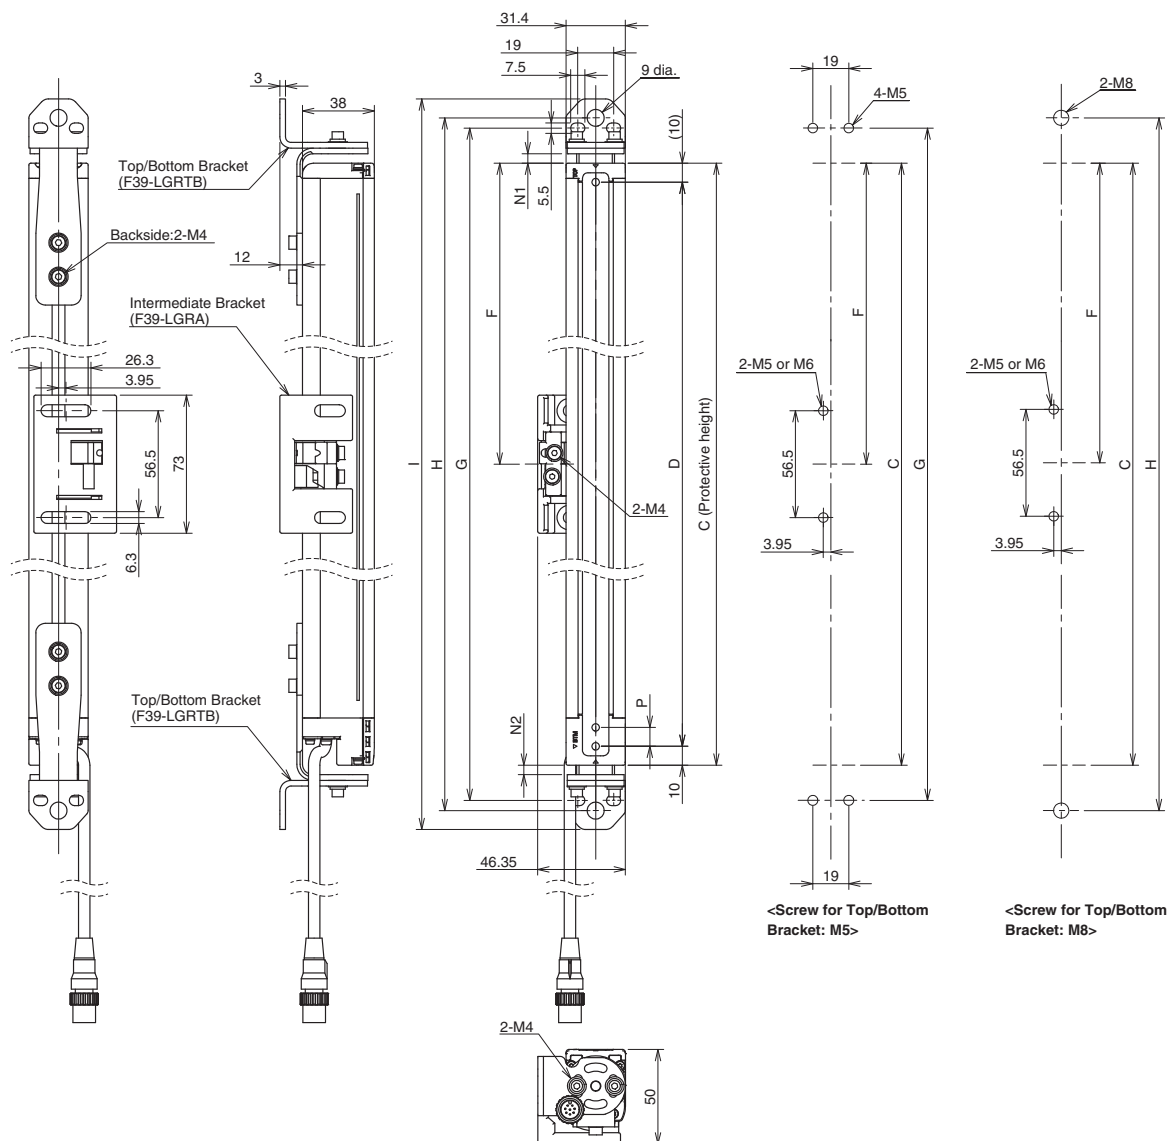 31.4
19
7.5
9 dia.
3
38
19
4-M5
2-M8
Top/Bottom Bracket
(F39-LGRTB)
(10)
N1
5.5
Backside:2-M4
12
Intermediate Bracket
(F39-LGRA)
F
F
F
26.3
3.95
2-M5 or M6
2-M5 or M6
56.5
73
6.3
I
H
G
D
C (Protective height)
2-M4
56.5
3.95
C
G
56.5
3.95
C
H
Top/Bottom Bracket
(F39-LGRTB)
N2
P
10
46.35
19
<Screw for Top/Bottom
Bracket: M5>
<Screw for Top/Bottom
Bracket: M8>
2-M4
50